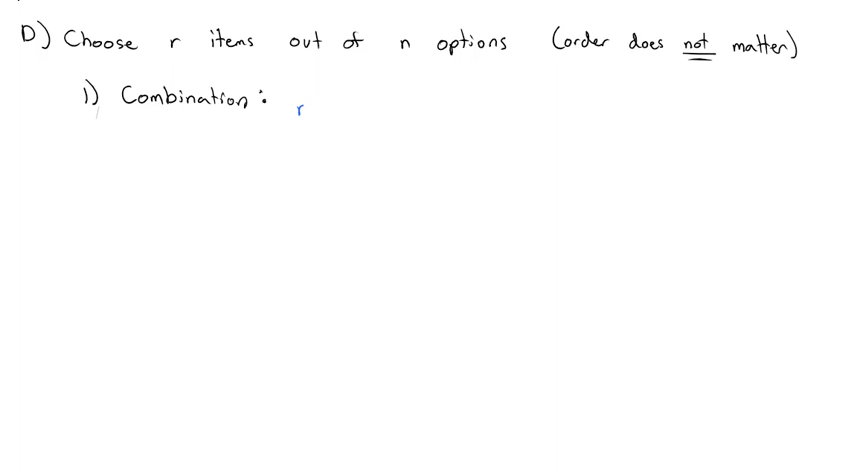 D) Choose r items out of n options (order does not matter)
1) Combination: r